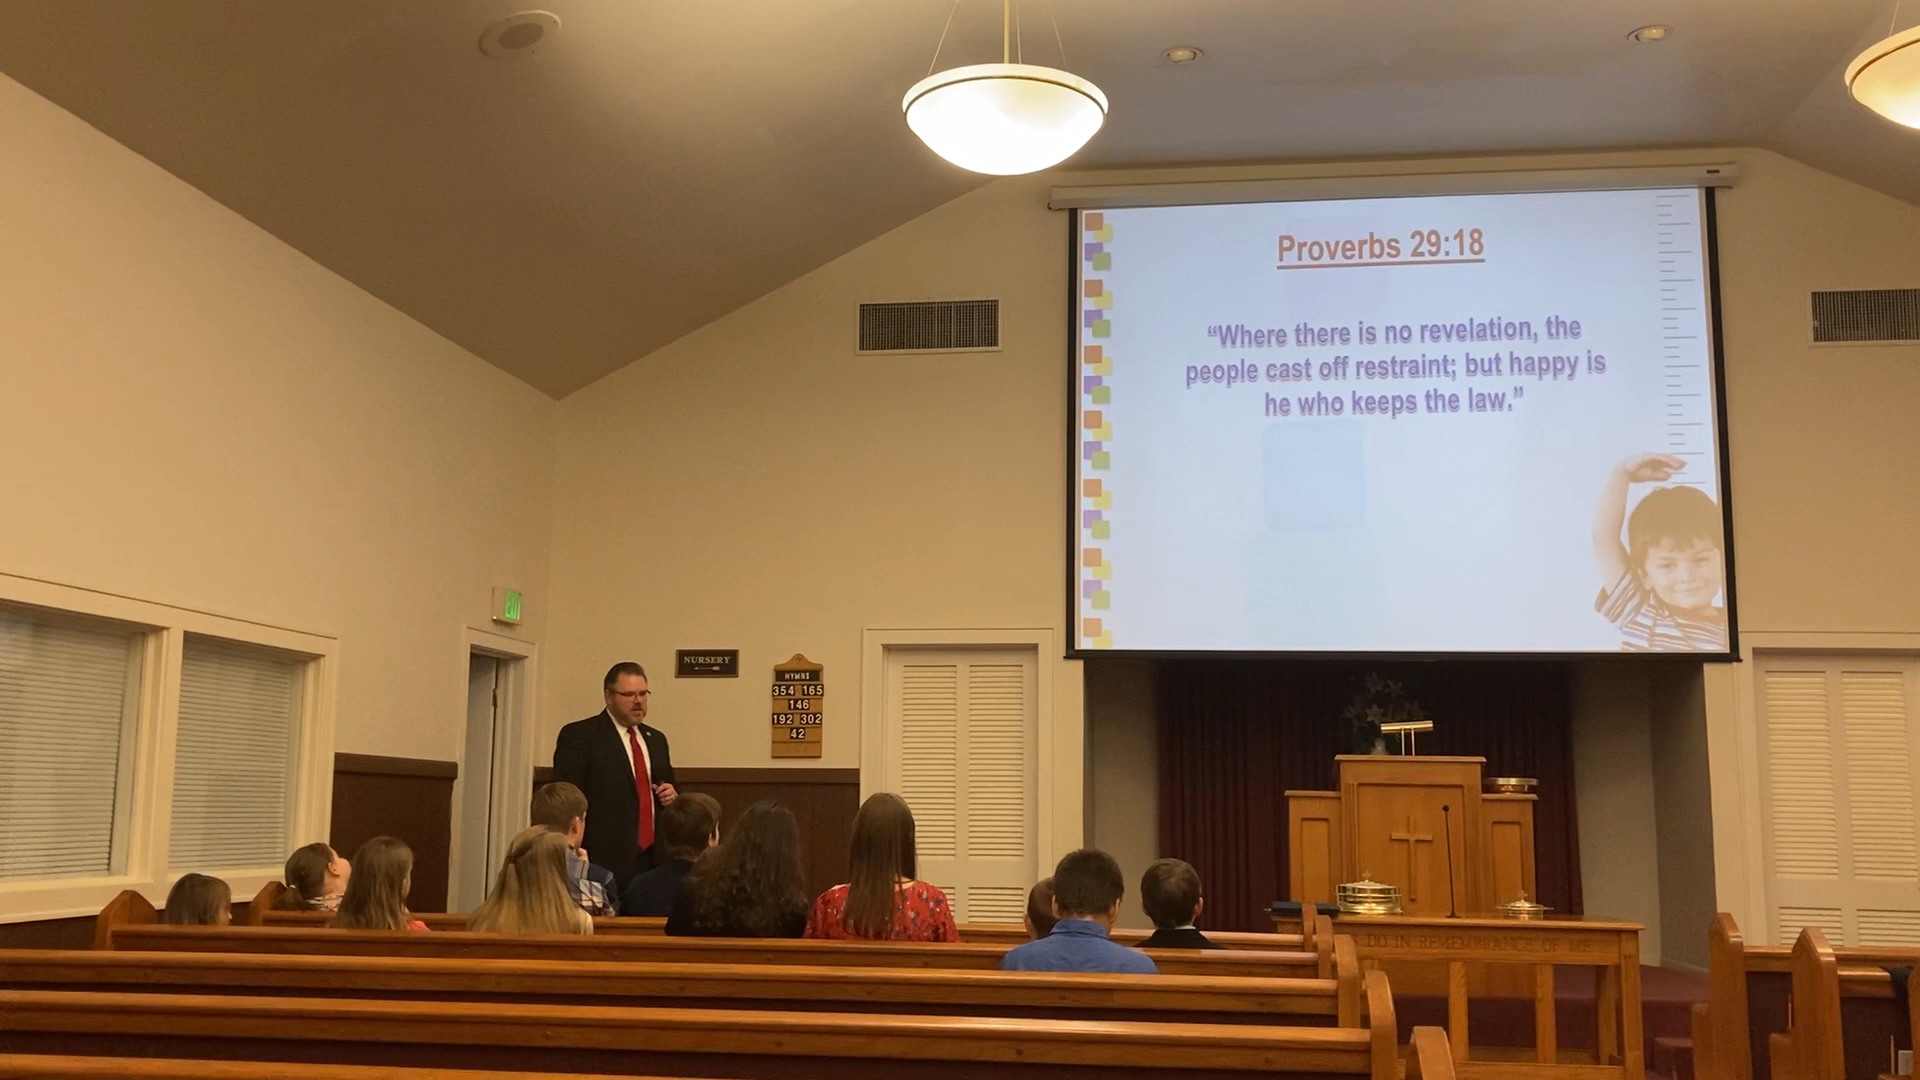 Proverbs 29:18
“Where there is no revelation, the
people cast off restraint; but happy is
he who keeps the law.”
EXIT
NURSERY
HYMNS
354 165
146
192 302
42
DO IN REMEMBRANCE OF ME